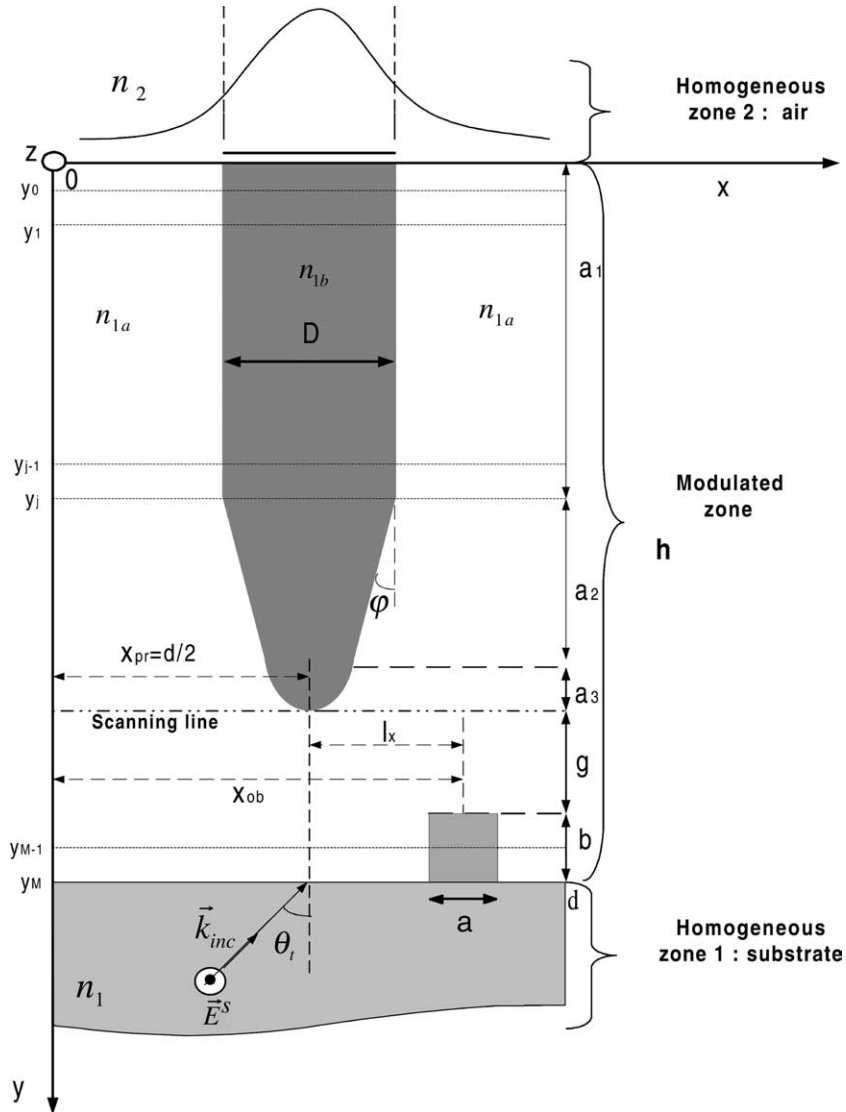 n₂
Homogeneous
zone 2 : air
z
0
x
y₀
y₁
a₁
n₁b
n₁a
n₁a
D
yⱼ₋₁
yⱼ
Modulated
zone
h
a₂
φ
xpr=d/2
a₃
Scanning line
lx
g
xob
b
yM-1
yM
d
a
k⃗inc
θt
Homogeneous
zone 1 : substrate
n₁
E⃗ˢ
y